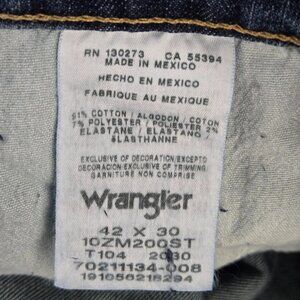 RN 130273 CA 55394
MADE IN MEXICO
HECHO EN MEXICO
FABRIQUE AU MEXIQUE
91% COTTON / ALGODON / COTON
7% POLYESTER / POLIESTER 2%
ELASTANE / ELASTANO /
ELASTHANNE
EXCLUSIVE OF DECORATION/EXCEPTO
DECORACION/EXCLUSIVE OF TRIMMING
GARNITURE NON COMPRISE
Wrangler
42 X 30
10ZM200ST
T104 2030
70211134-008
191056218294